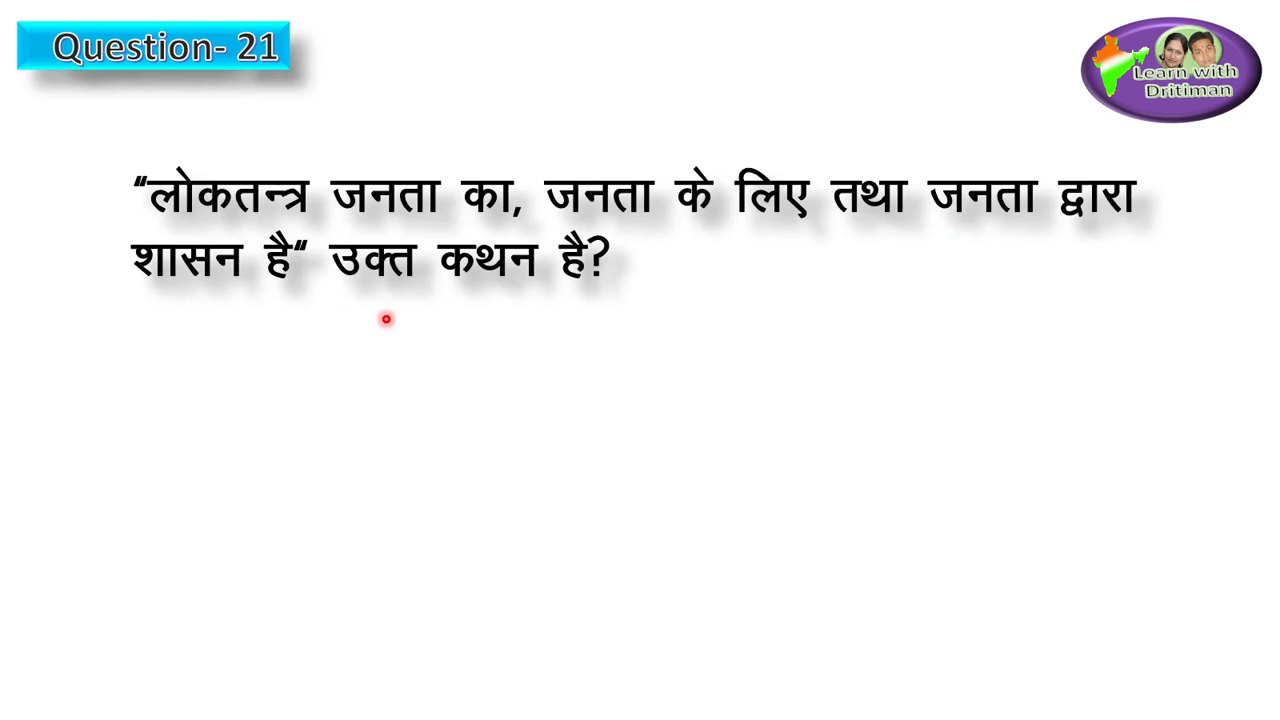 Question- 21
Learn with
Dritiman
“लोकतन्त्र जनता का, जनता के लिए तथा जनता द्वारा
शासन है“ उक्त कथन है?